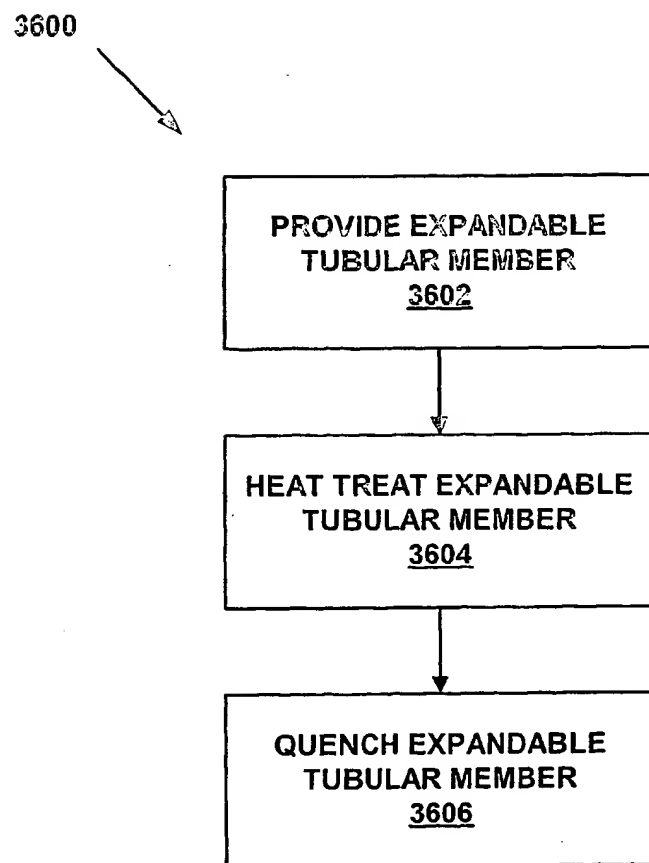 3600
PROVIDE EXPANDABLE
TUBULAR MEMBER
3602
HEAT TREAT EXPANDABLE
TUBULAR MEMBER
3604
QUENCH EXPANDABLE
TUBULAR MEMBER
3606